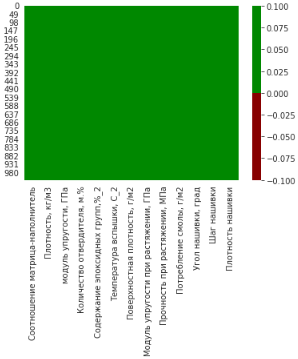 0
49
98
147
196
245
294
343
392
441
490
539
588
637
686
735
784
833
882
931
980
0.100
0.075
0.050
0.025
0.000
−0.025
−0.050
−0.075
−0.100
Соотношение матрица-наполнитель
Плотность, кг/м3
модуль упругости, ГПа
Количество отвердителя, м.%
Содержание эпоксидных групп,%_2
Температура вспышки, С_2
Поверхностная плотность, г/м2
Модуль упругости при растяжении, ГПа
Прочность при растяжении, МПа
Потребление смолы, г/м2
Угол нашивки, град
Шаг нашивки
Плотность нашивки